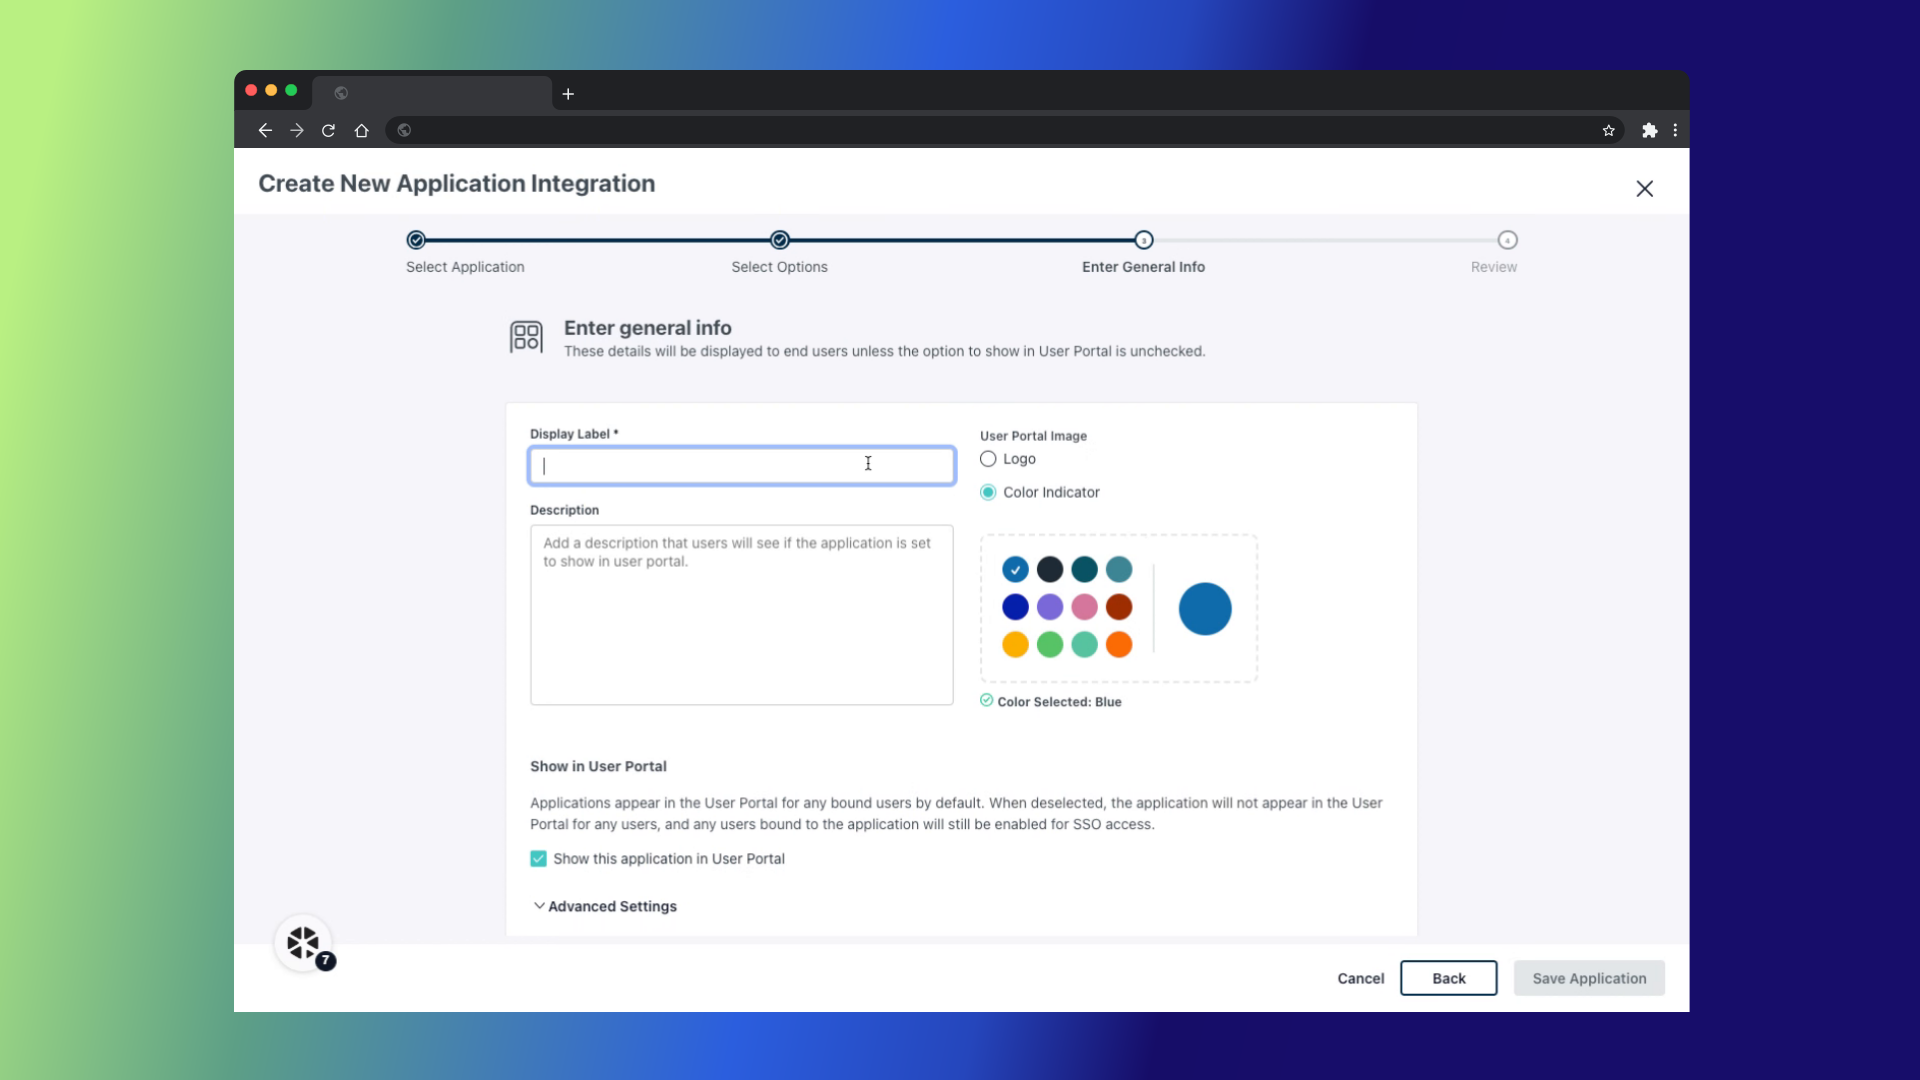 Create New Application Integration
3
4
Select Application
Select Options
Enter General Info
Review
Enter general info
These details will be displayed to end users unless the option to show in User Portal is unchecked.
Display Label *
User Portal Image
Logo
Color Indicator
Description
Add a description that users will see if the application is set
to show in user portal.
Color Selected: Blue
Show in User Portal
Applications appear in the User Portal for any bound users by default. When deselected, the application will not appear in the User
Portal for any users, and any users bound to the application will still be enabled for SSO access.
Show this application in User Portal
Advanced Settings
7
Cancel
Back
Save Application